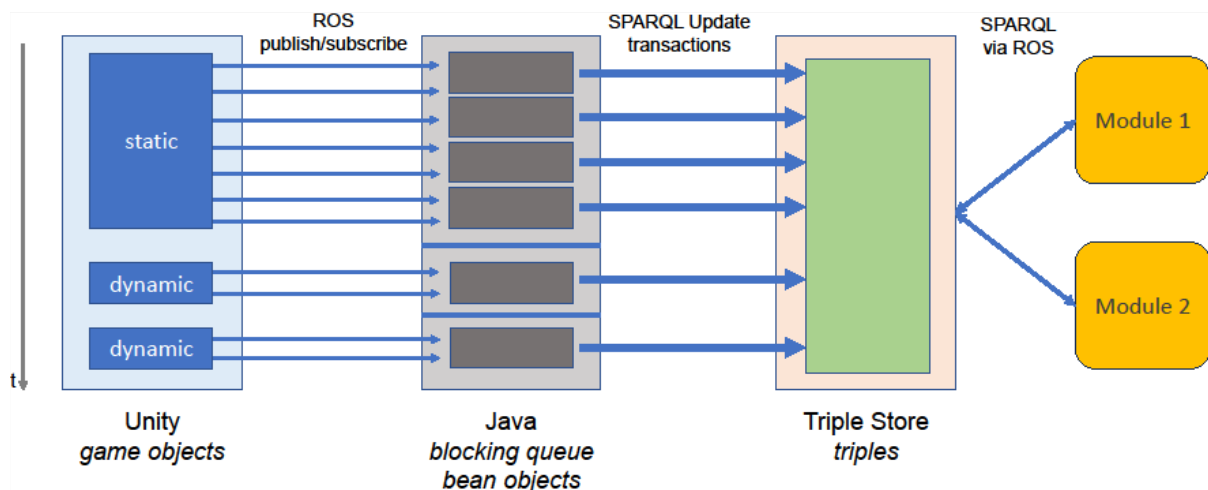 ROS
publish/subscribe
SPARQL Update
transactions
SPARQL
via ROS
static
Module 1
dynamic
Module 2
dynamic
t
Unity
game objects
Java
blocking queue
bean objects
Triple Store
triples